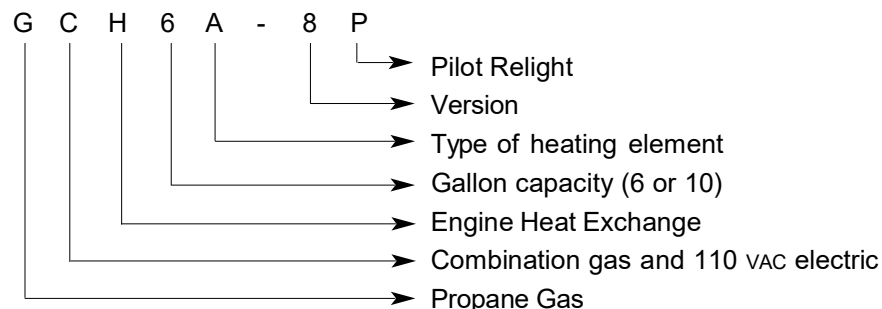 G C H 6 A - 8 P
Pilot Relight
Version
Type of heating element
Gallon capacity (6 or 10)
Engine Heat Exchange
Combination gas and 110 VAC electric
Propane Gas